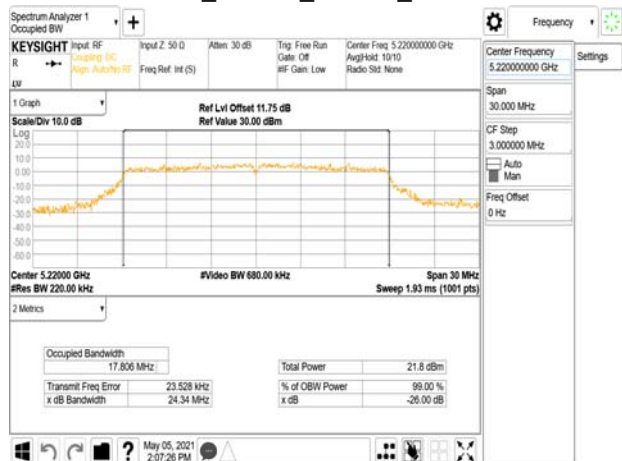 Spectrum Analyzer 1
Occupied BW
Frequency
KEYSIGHT
Input: RF
Coupling: DC
Align: Auto/No RF
Input Z: 50 Ω
Freq Ref: Int (S)
Atten: 30 dB
Trig: Free Run
Gate: Off
#IF Gain: Low
Center Freq: 5.220000000 GHz
Avg|Hold: 10/10
Radio Std: None
R
Center Frequency
5.220000000 GHz
Settings
Span
30.000 MHz
CF Step
3.000000 MHz
Auto
Man
Freq Offset
0 Hz
1 Graph
Scale/Div 10.0 dB
Ref Lvl Offset 11.75 dB
Ref Value 30.00 dBm
Log
20.0
10.0
0.00
-10.0
-20.0
-30.0
-40.0
-50.0
-60.0
Center 5.22000 GHz
#Res BW 220.00 kHz
#Video BW 680.00 kHz
Span 30 MHz
Sweep 1.93 ms (1001 pts)
2 Metrics
Occupied Bandwidth
17.806 MHz
Total Power 21.8 dBm
Transmit Freq Error 23.528 kHz
% of OBW Power 99.00 %
x dB Bandwidth 24.34 MHz
x dB -26.00 dB
?
May 05, 2021
2:07:26 PM